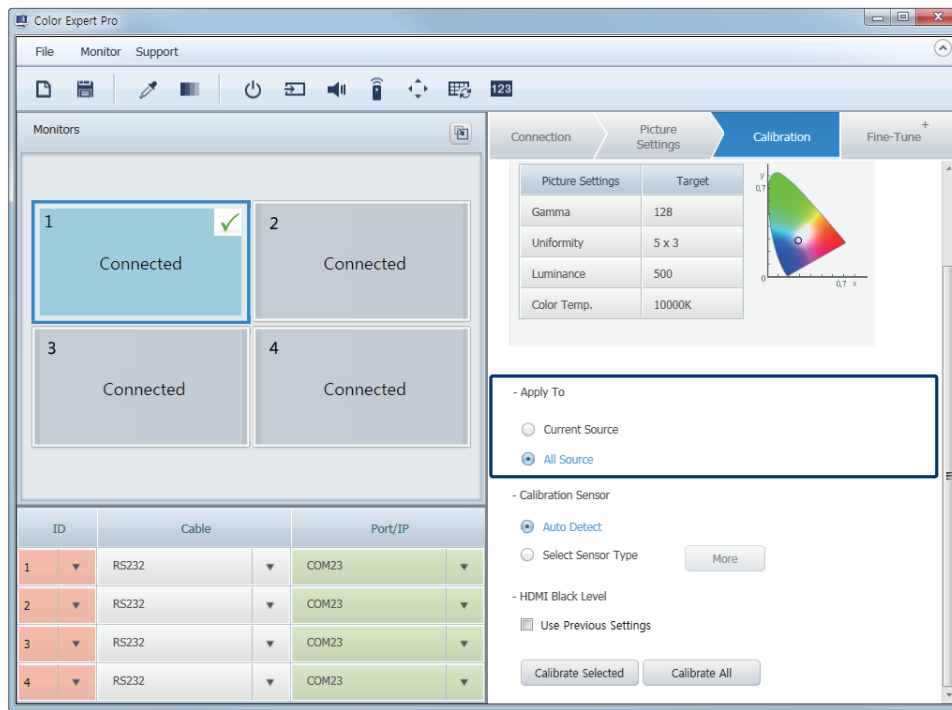 Color Expert Pro
File Monitor Support
123
Monitors
Connection
Picture
Settings
Calibration
Fine-Tune
+
1
Connected
2
Connected
3
Connected
4
Connected
Picture Settings Target
Gamma 128
Uniformity 5 x 3
Luminance 500
Color Temp. 10000K
y
0,7
0
0,7 x
- Apply To
Current Source
All Source
- Calibration Sensor
Auto Detect
Select Sensor Type More
- HDMI Black Level
Use Previous Settings
Calibrate Selected Calibrate All
ID Cable Port/IP
1 RS232 COM23
2 RS232 COM23
3 RS232 COM23
4 RS232 COM23